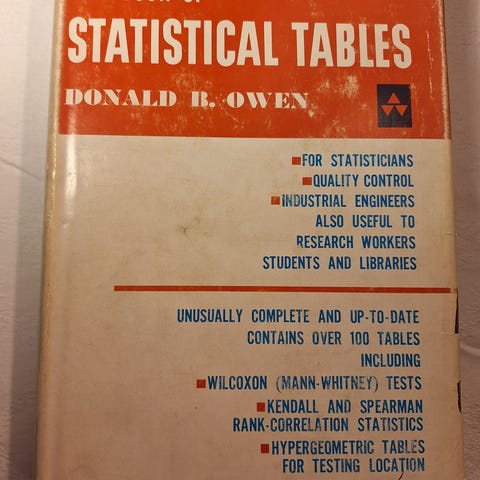 STATISTICAL TABLES
DONALD B. OWEN
FOR STATISTICIANS
QUALITY CONTROL
INDUSTRIAL ENGINEERS
ALSO USEFUL TO
RESEARCH WORKERS
STUDENTS AND LIBRARIES
UNUSUALLY COMPLETE AND UP-TO-DATE
CONTAINS OVER 100 TABLES
INCLUDING
WILCOXON (MANN-WHITNEY) TESTS
KENDALL AND SPEARMAN
RANK-CORRELATION STATISTICS
HYPERGEOMETRIC TABLES
FOR TESTING LOCATION